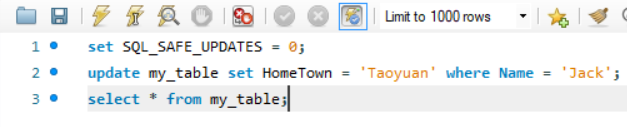 Limit to 1000 rows
1 set SQL_SAFE_UPDATES = 0;
2 update my_table set HomeTown = 'Taoyuan' where Name = 'Jack';
3 select * from my_table;